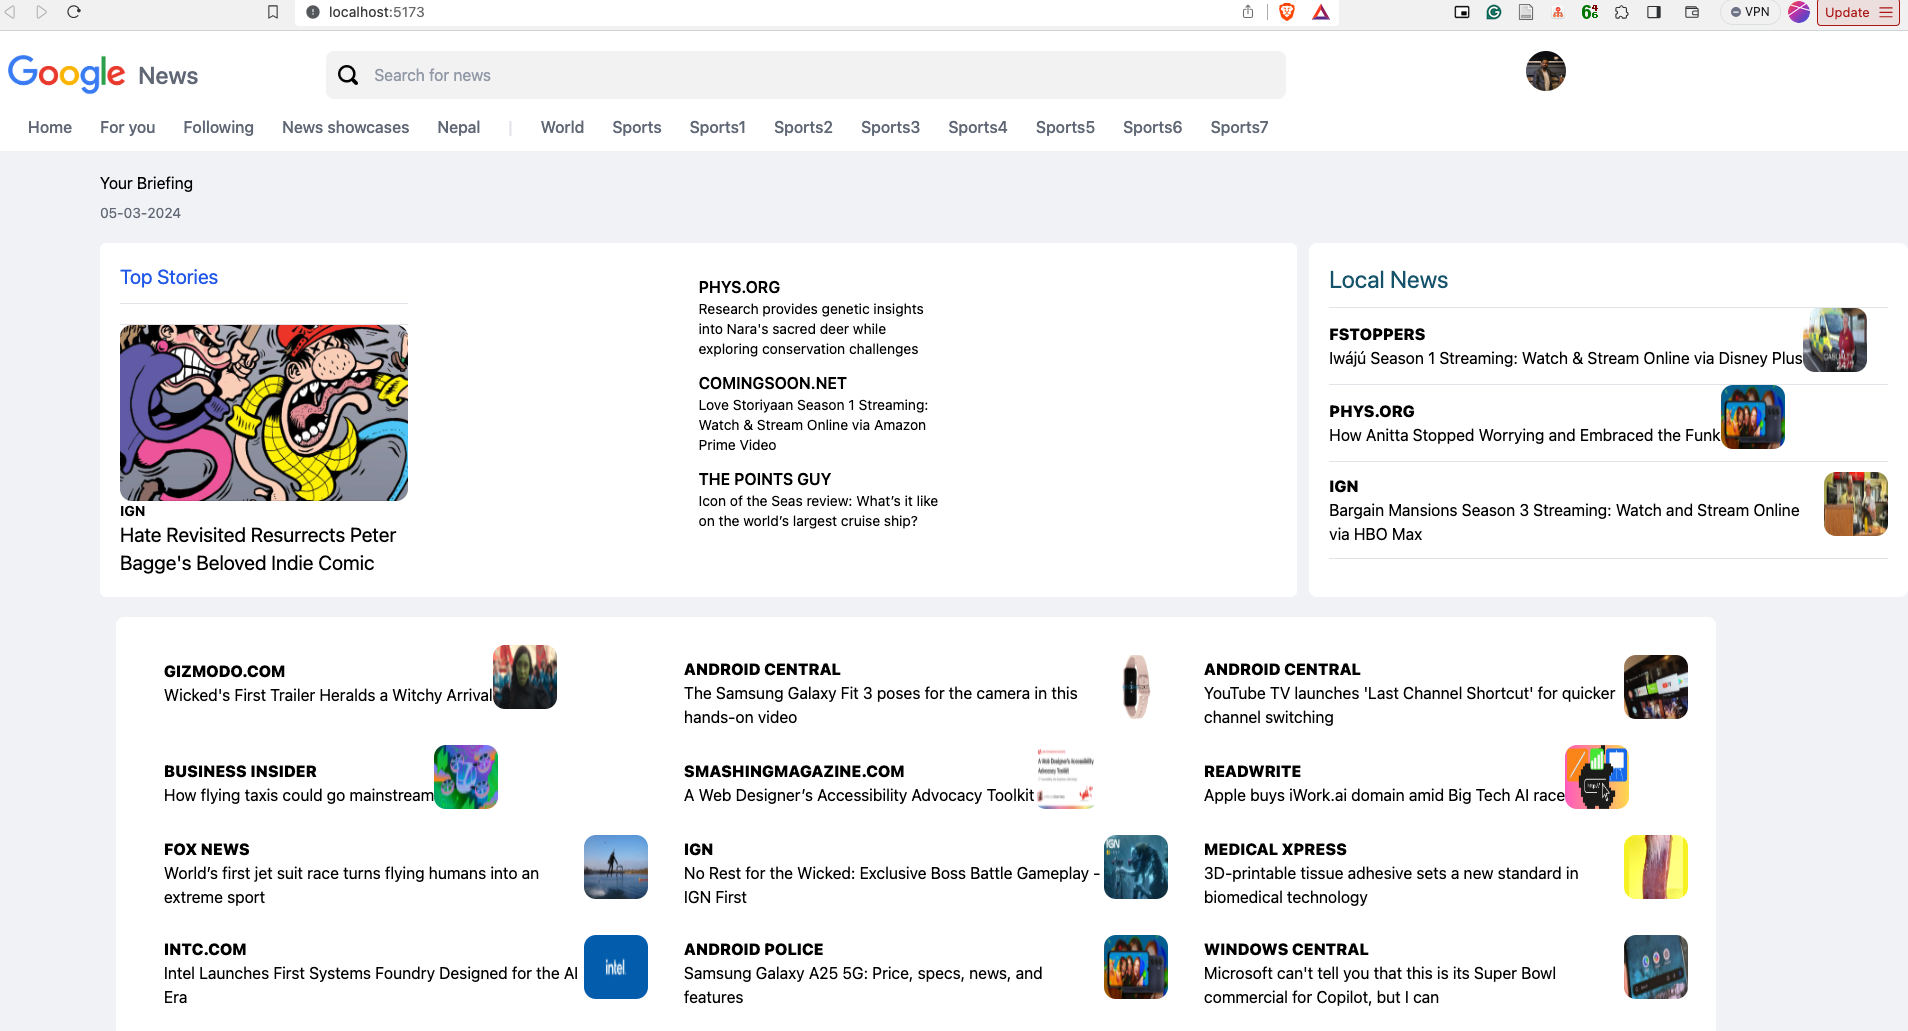 localhost:5173
VPN
Update
Google News
Search for news
Home For you Following News showcases Nepal | World Sports Sports1 Sports2 Sports3 Sports4 Sports5 Sports6 Sports7
Your Briefing
05-03-2024
Top Stories
IGN
Hate Revisited Resurrects Peter
Bagge's Beloved Indie Comic
PHYS.ORG
Research provides genetic insights
into Nara's sacred deer while
exploring conservation challenges
COMINGSOON.NET
Love Storiyaan Season 1 Streaming:
Watch & Stream Online via Amazon
Prime Video
THE POINTS GUY
Icon of the Seas review: What’s it like
on the world’s largest cruise ship?
Local News
FSTOPPERS
Iwájú Season 1 Streaming: Watch & Stream Online via Disney Plus
CASUALTY
24/7
PHYS.ORG
How Anitta Stopped Worrying and Embraced the Funk
IGN
Bargain Mansions Season 3 Streaming: Watch and Stream Online
via HBO Max
GIZMODO.COM
Wicked's First Trailer Heralds a Witchy Arrival
ANDROID CENTRAL
The Samsung Galaxy Fit 3 poses for the camera in this
hands-on video
ANDROID CENTRAL
YouTube TV launches 'Last Channel Shortcut' for quicker
channel switching
BUSINESS INSIDER
How flying taxis could go mainstream
SMASHINGMAGAZINE.COM
A Web Designer’s Accessibility Advocacy Toolkit
A Web Designer's Accessibility
Advocacy Toolkit
READWRITE
Apple buys iWork.ai domain amid Big Tech AI race
http://
FOX NEWS
World’s first jet suit race turns flying humans into an
extreme sport
IGN
No Rest for the Wicked: Exclusive Boss Battle Gameplay -
IGN First
IGN
MEDICAL XPRESS
3D-printable tissue adhesive sets a new standard in
biomedical technology
INTC.COM
Intel Launches First Systems Foundry Designed for the AI
Era
intel
ANDROID POLICE
Samsung Galaxy A25 5G: Price, specs, news, and
features
WINDOWS CENTRAL
Microsoft can't tell you that this is its Super Bowl
commercial for Copilot, but I can